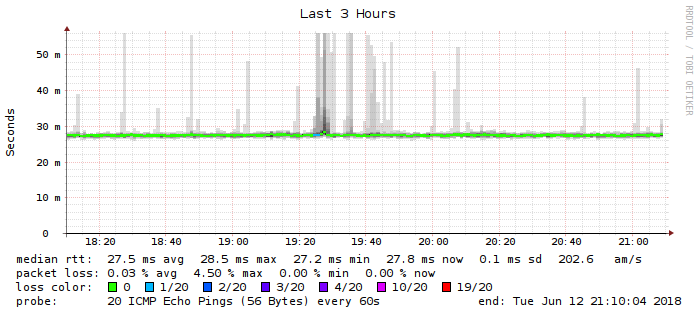 Last 3 Hours
RRDTOOL / TOBI OETIKER
Seconds
50 m
40 m
30 m
20 m
10 m
0
18:20 18:40 19:00 19:20 19:40 20:00 20:20 20:40 21:00
median rtt: 27.5 ms avg 28.5 ms max 27.2 ms min 27.8 ms now 0.1 ms sd 202.6 am/s
packet loss: 0.03 % avg 4.50 % max 0.00 % min 0.00 % now
loss color: 0 1/20 2/20 3/20 4/20 10/20 19/20
probe: 20 ICMP Echo Pings (56 Bytes) every 60s end: Tue Jun 12 21:10:04 2018